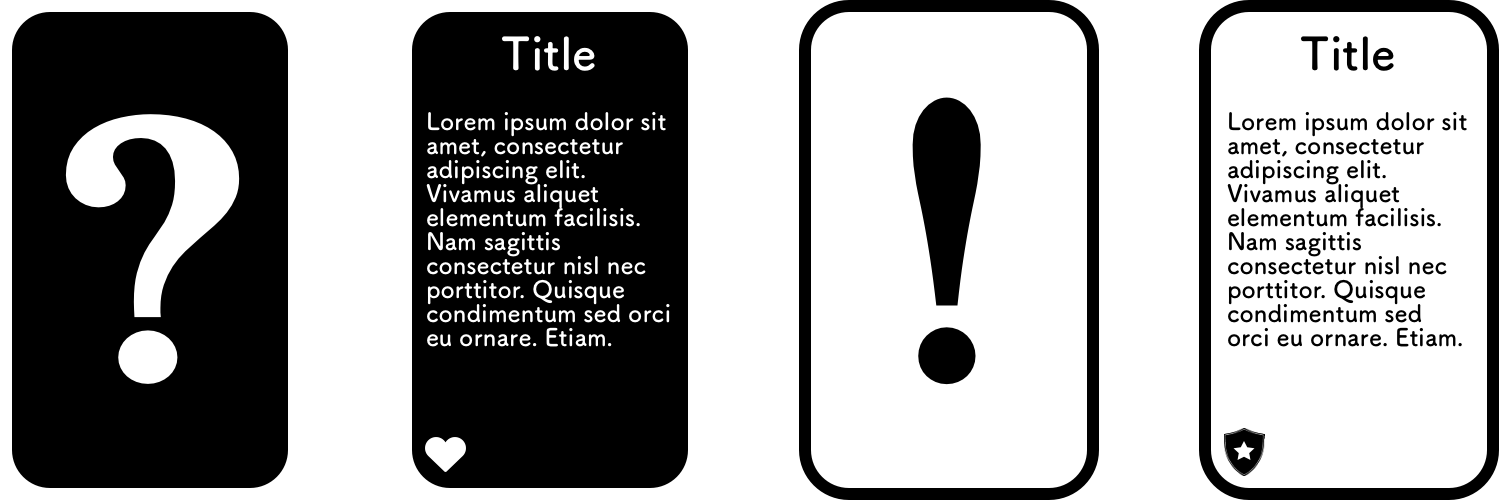 ?
Title
Lorem ipsum dolor sit
amet, consectetur
adipiscing elit.
Vivamus aliquet
elementum facilisis.
Nam sagittis
consectetur nisl nec
porttitor. Quisque
condimentum sed orci
eu ornare. Etiam.
!
Title
Lorem ipsum dolor sit
amet, consectetur
adipiscing elit.
Vivamus aliquet
elementum facilisis.
Nam sagittis
consectetur nisl nec
porttitor. Quisque
condimentum sed
orci eu ornare. Etiam.